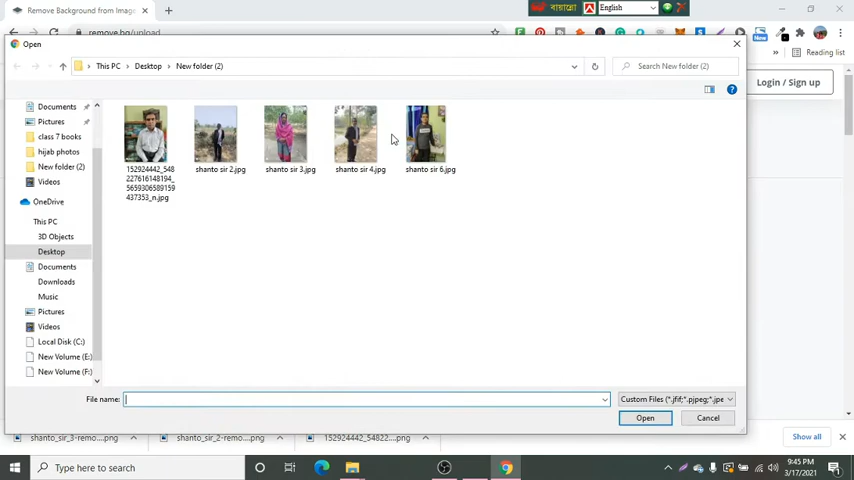 Remove Background from Image
বায়ান্নো
English
remove.bg/upload
New
Reading list
Login / Sign up
Open
This PC
Desktop
New folder (2)
Search New folder (2)
Documents
Pictures
class 7 books
hijab photos
New folder (2)
Videos
OneDrive
This PC
3D Objects
Desktop
Documents
Downloads
Music
Pictures
Videos
Local Disk (C:)
New Volume (E:)
New Volume (F:)
152924442_548
227616148194_
5659306589159
437353_n.jpg
shanto sir 2.jpg
shanto sir 3.jpg
shanto sir 4.jpg
shanto sir 6.jpg
File name:
Custom Files (*.jfif;*.pjpeg;*.jpe
Open
Cancel
shanto_sir_3-remo....png
shanto_sir_2-remo....png
152924442_54822....png
Show all
Type here to search
9:45 PM
3/17/2021